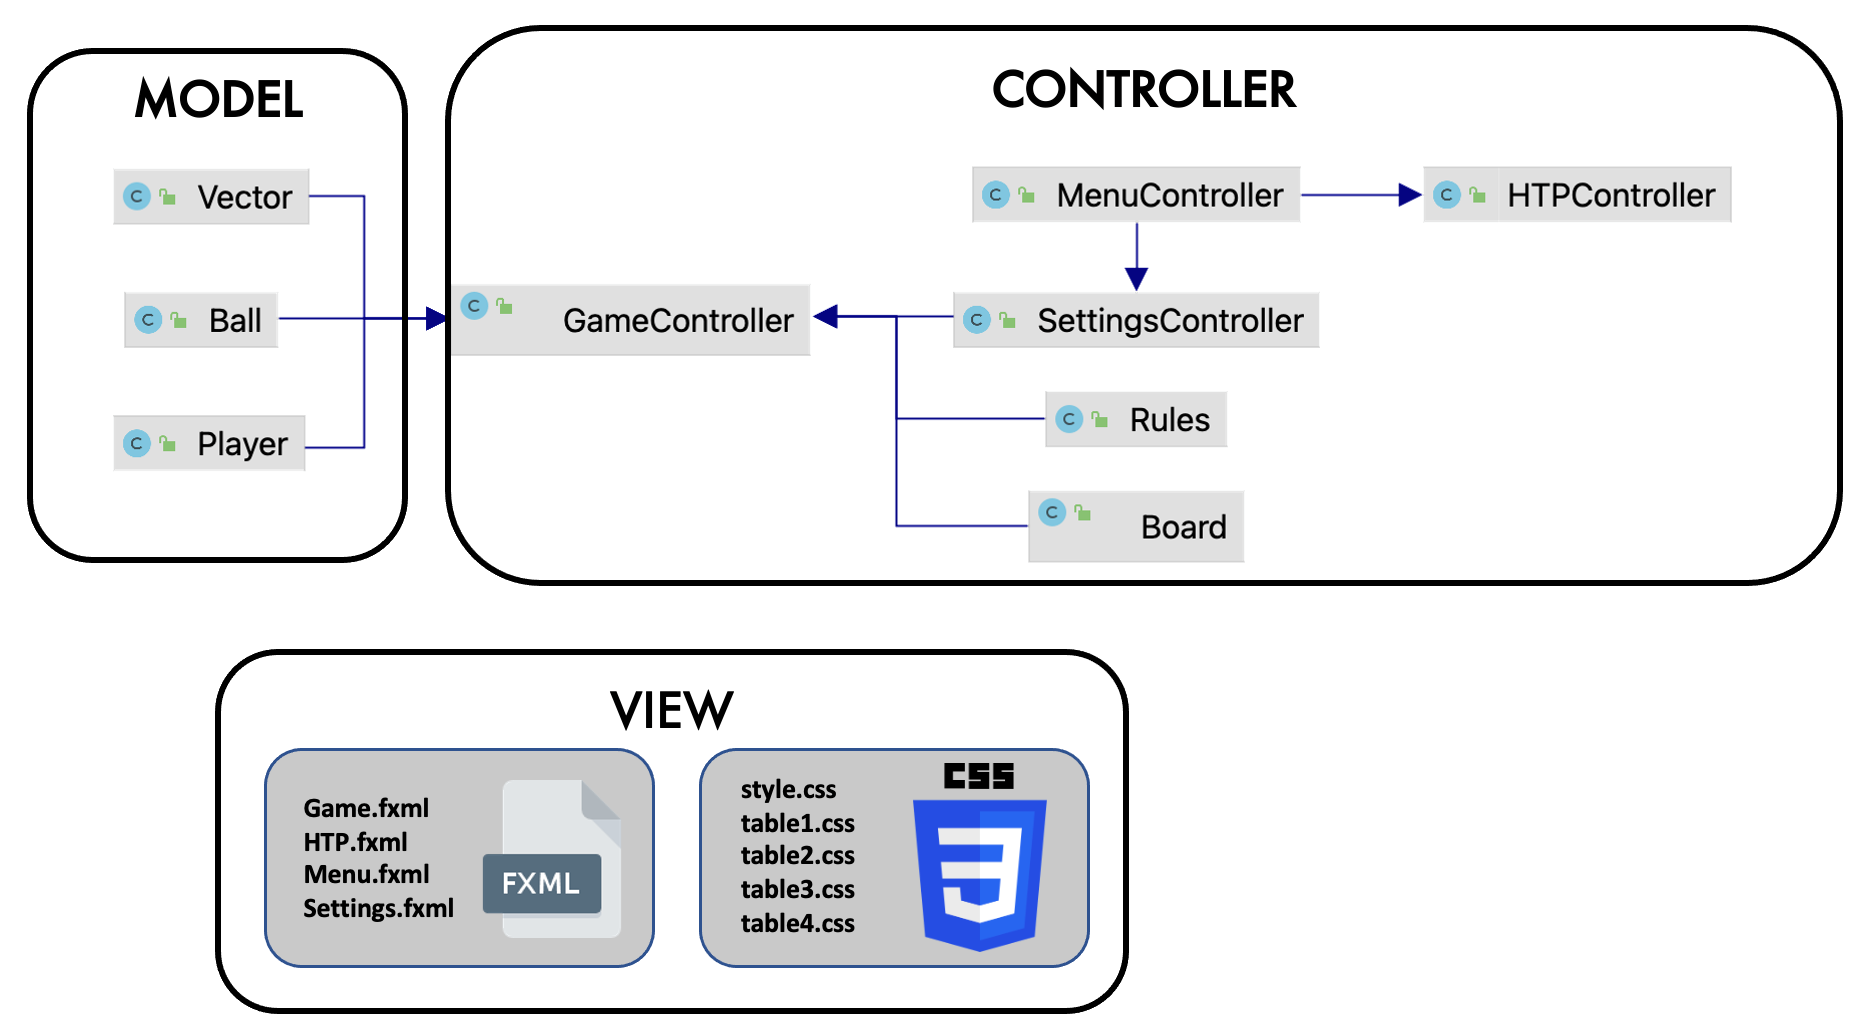 MODEL
C Vector
C Ball
C Player
CONTROLLER
C MenuController
C HTPController
C GameController
C SettingsController
C Rules
C Board
VIEW
Game.fxml
HTP.fxml
Menu.fxml
Settings.fxml
FXML
style.css
table1.css
table2.css
table3.css
table4.css
CSS
3